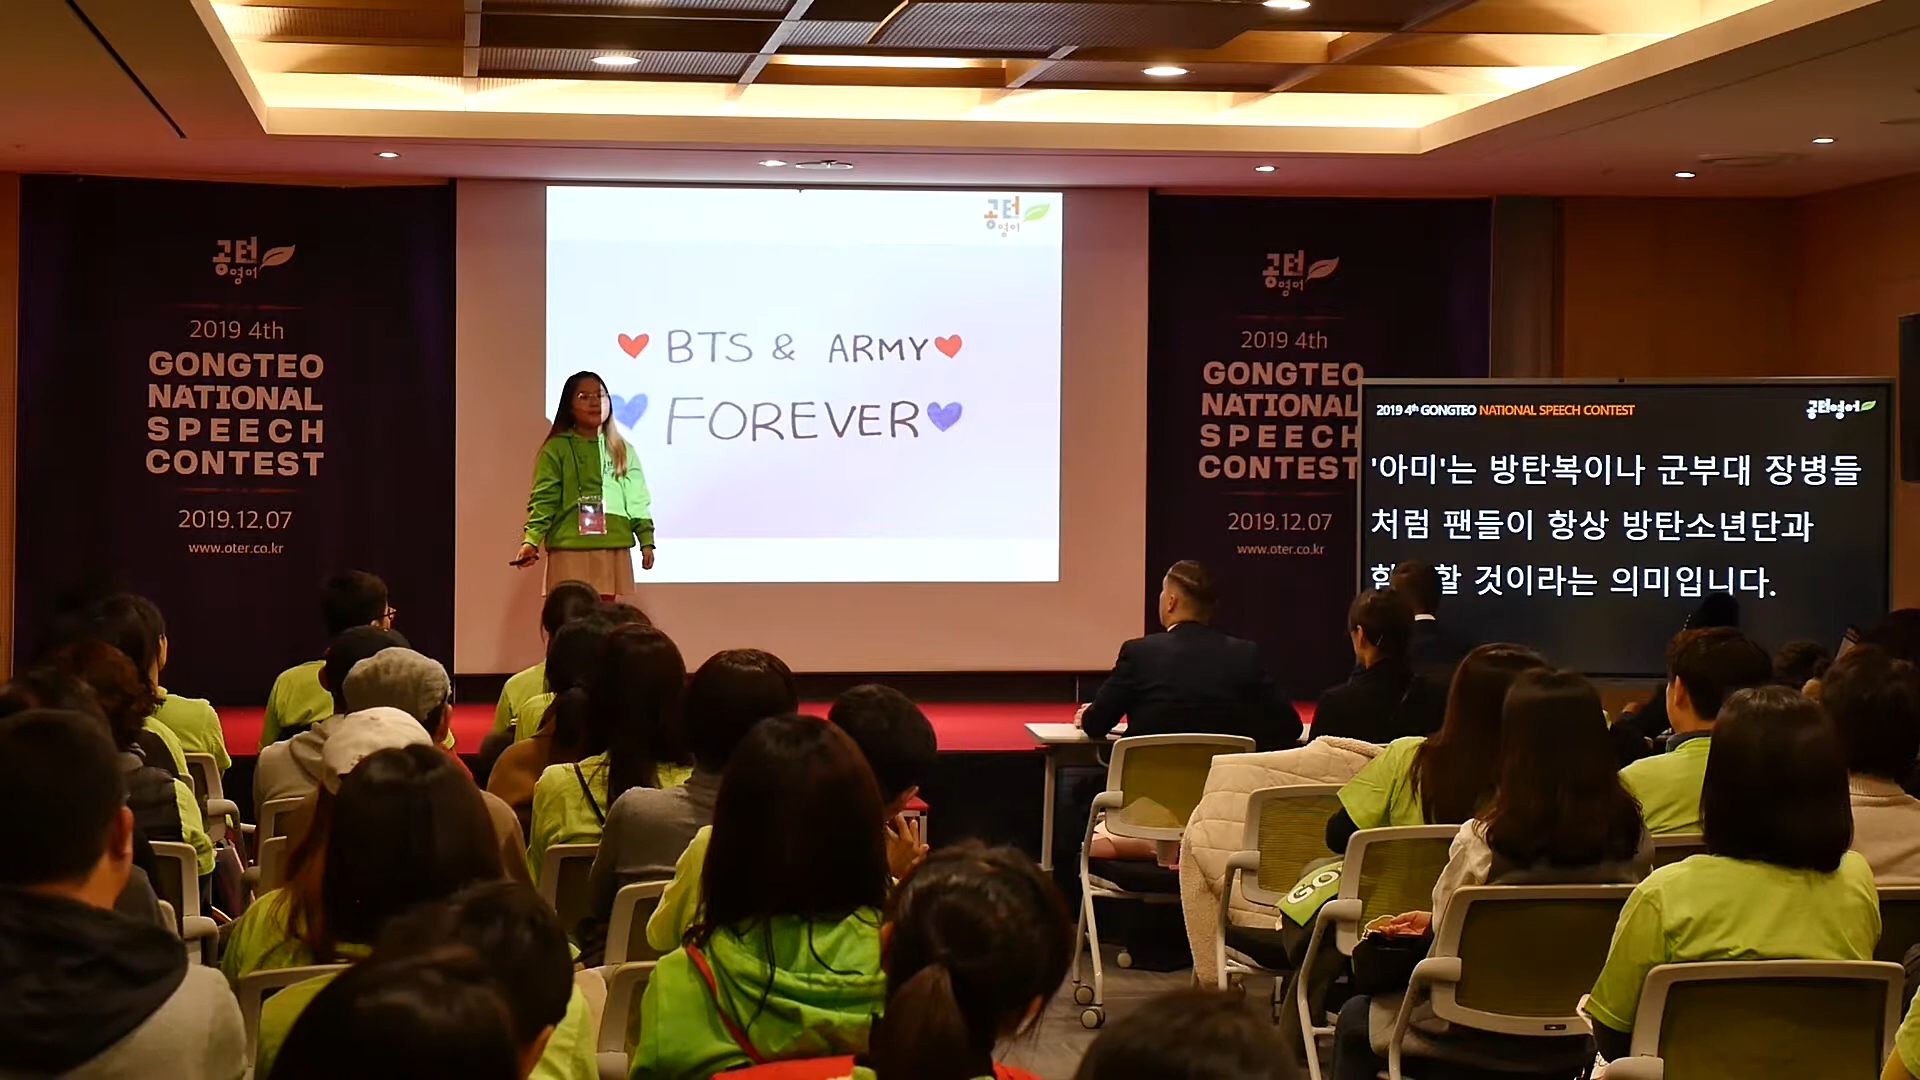 공터
영어
2019 4th
GONGTEO
NATIONAL
SPEECH
CONTEST
2019.12.07
www.oter.co.kr
공터
영어
BTS & ARMY
FOREVER
공터
영어
2019 4th
GONGTEO
NATIONAL
SPEECH
CONTEST
2019.12.07
www.oter.co.kr
2019 4th GONGTEO NATIONAL SPEECH CONTEST
공터영어
'아미'는 방탄복이나 군부대 장병들
처럼 팬들이 항상 방탄소년단과
할 것이라는 의미입니다.
GO